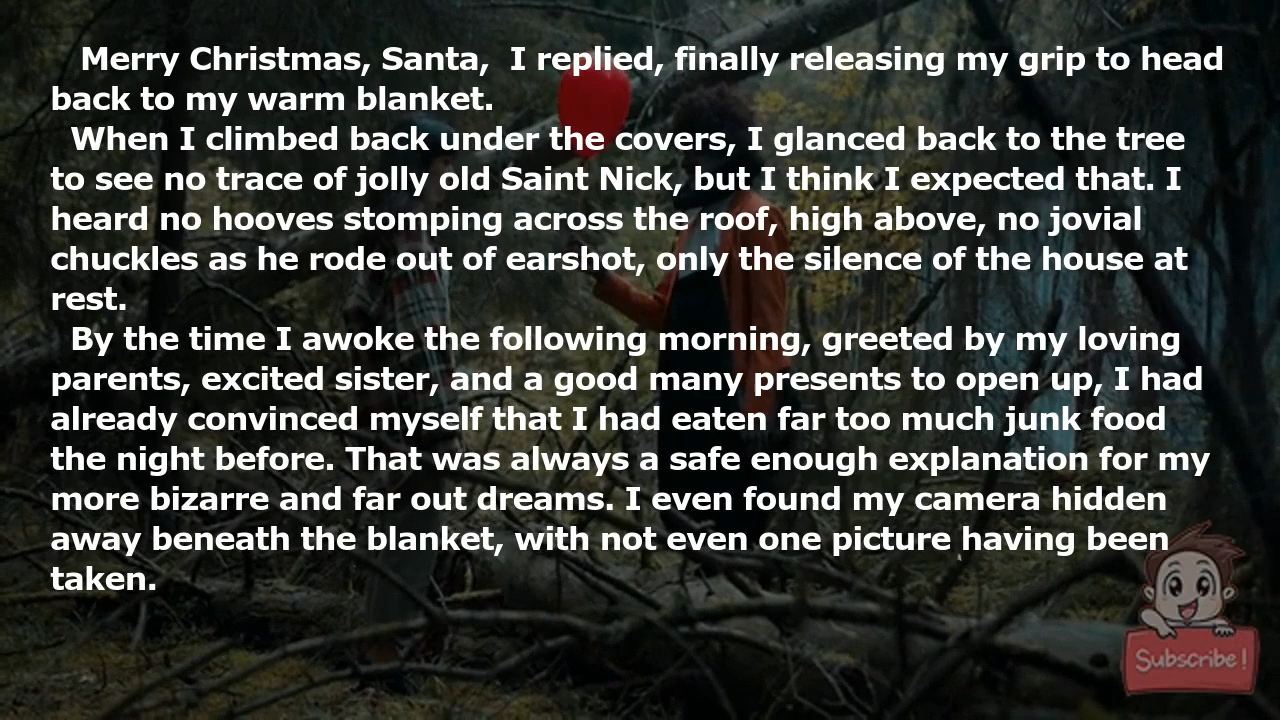 Merry Christmas, Santa,  I replied, finally releasing my grip to head
back to my warm blanket.
When I climbed back under the covers, I glanced back to the tree
to see no trace of jolly old Saint Nick, but I think I expected that. I
heard no hooves stomping across the roof, high above, no jovial
chuckles as he rode out of earshot, only the silence of the house at
rest.
By the time I awoke the following morning, greeted by my loving
parents, excited sister, and a good many presents to open up, I had
already convinced myself that I had eaten far too much junk food
the night before. That was always a safe enough explanation for my
more bizarre and far out dreams. I even found my camera hidden
away beneath the blanket, with not even one picture having been
taken.
Subscribe!